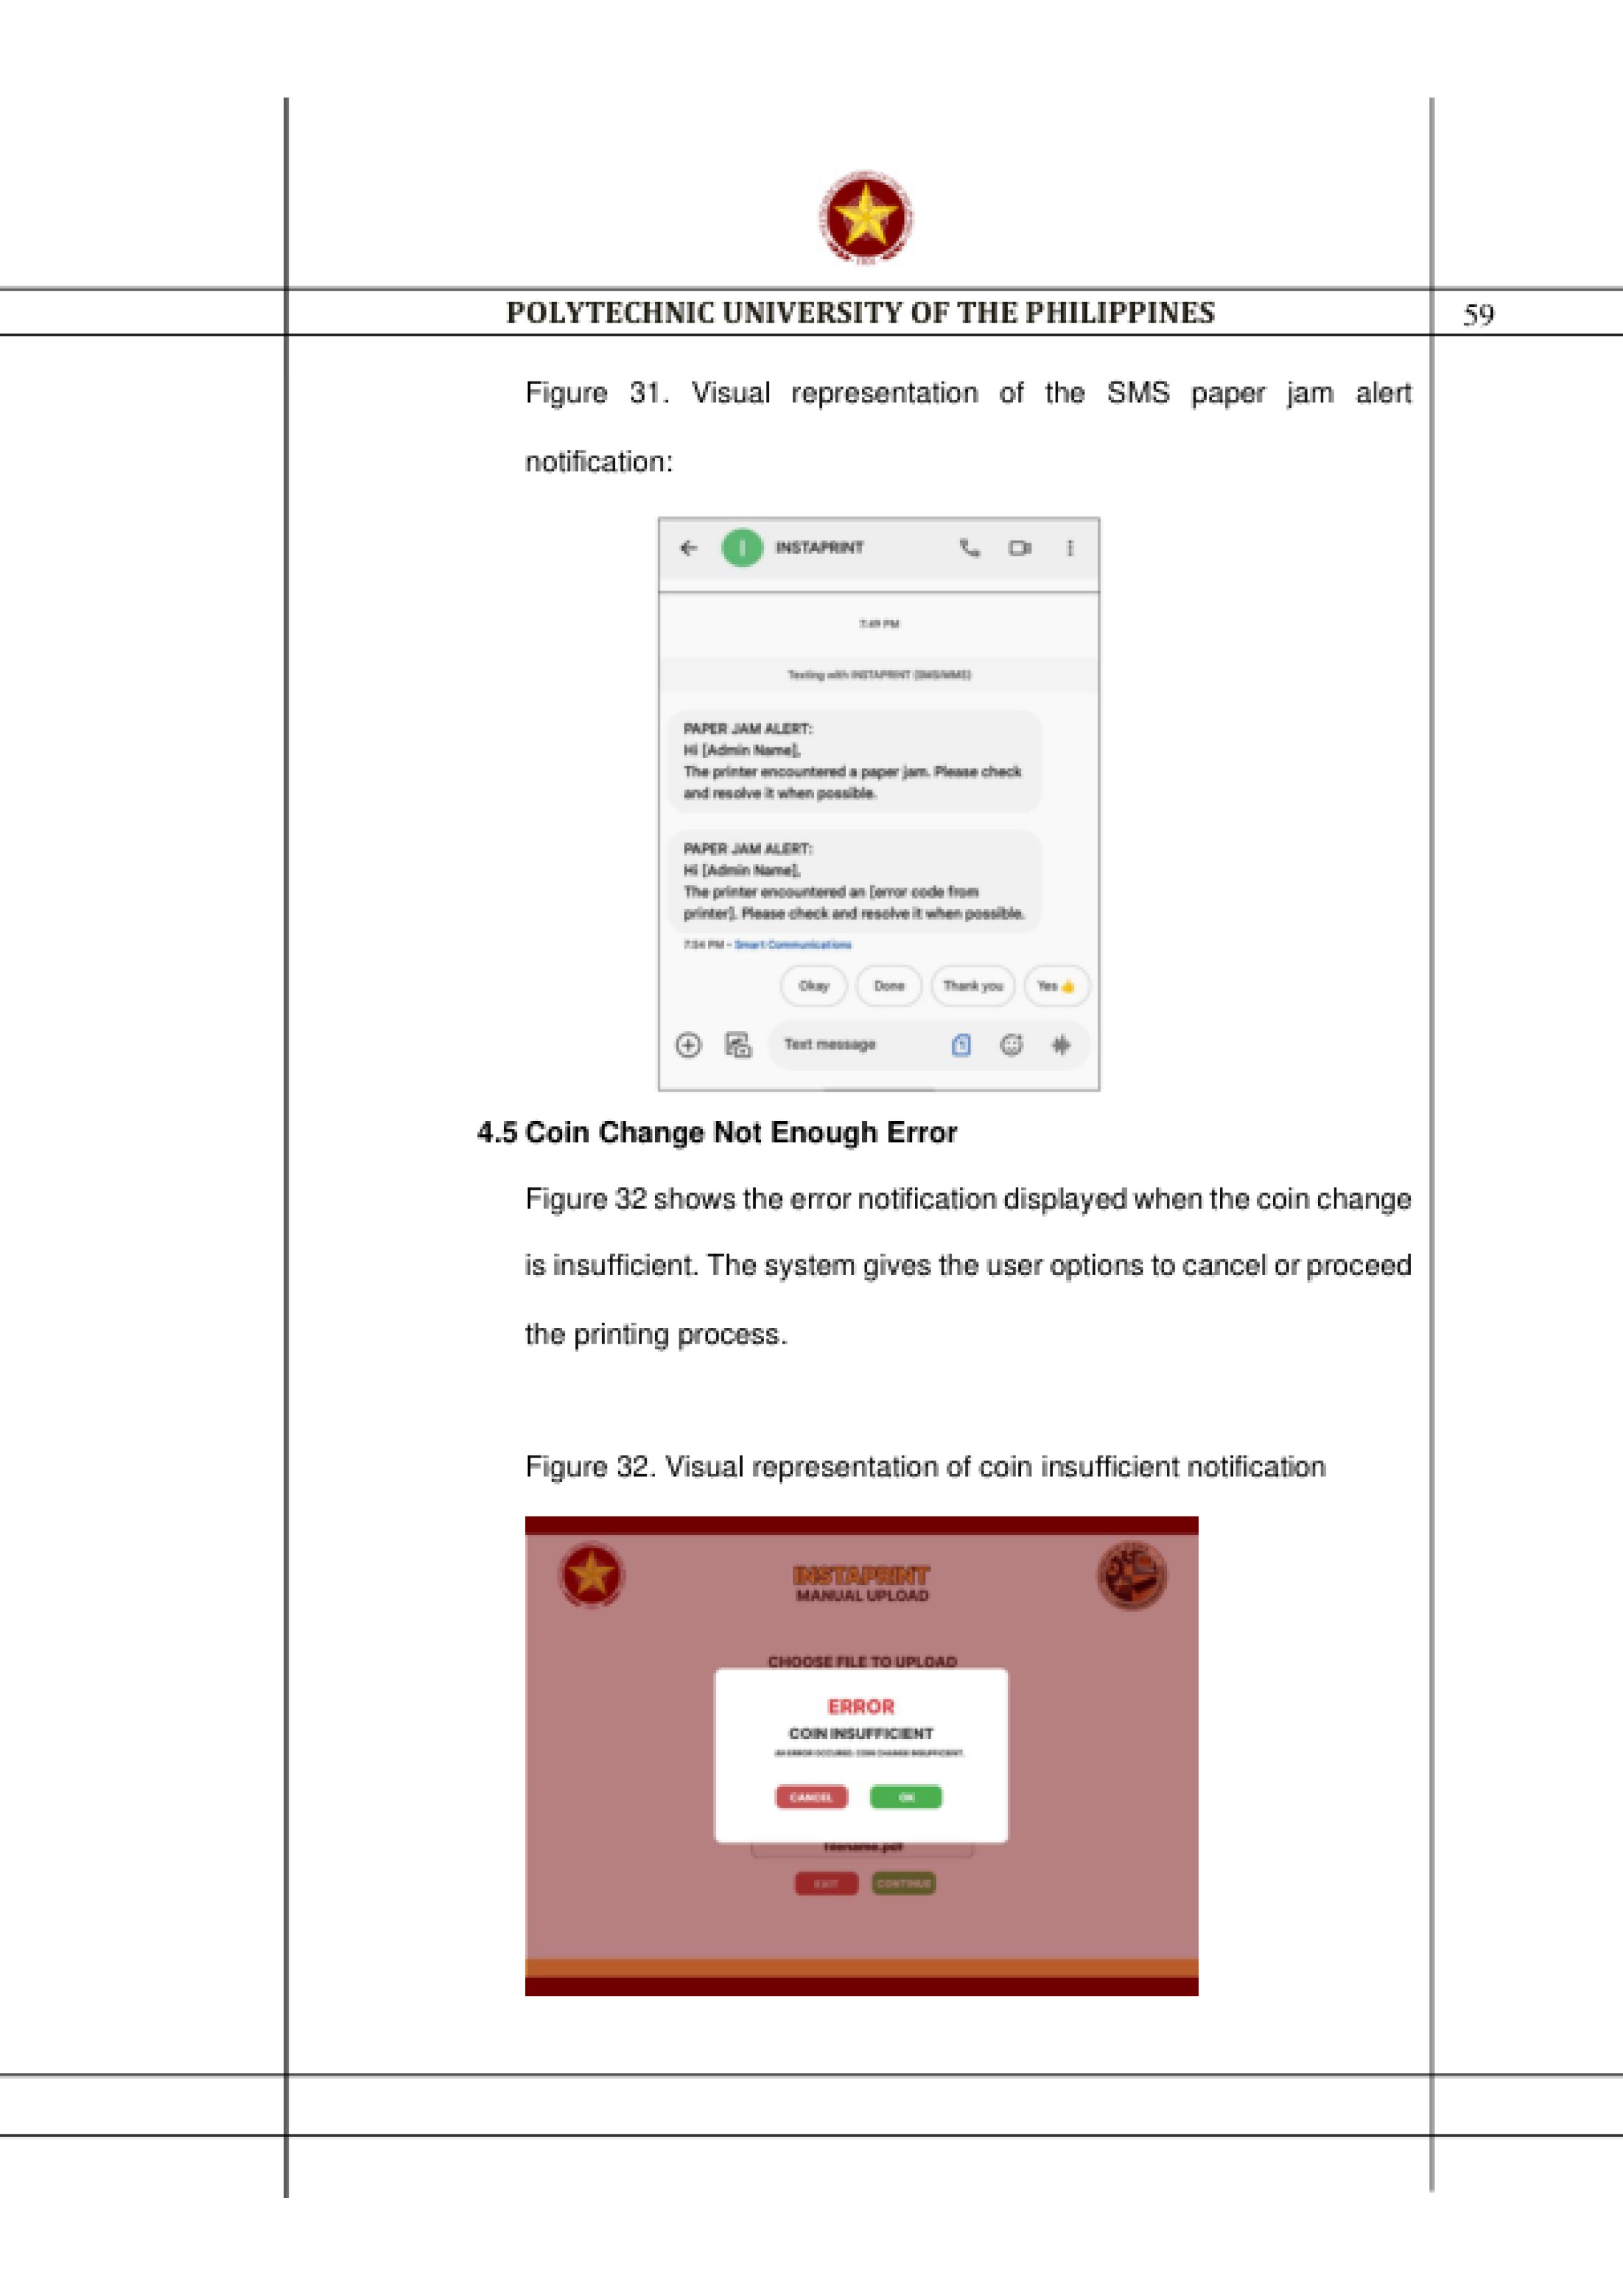 POLYTECHNIC UNIVERSITY OF THE PHILIPPINES
59
Figure 31. Visual representation of the SMS paper jam alert
notification:
INSTAPRINT
7:49 PM
Texting with INSTAPRINT (SMS/MMS)
PAPER JAM ALERT:
Hi [Admin Name],
The printer encountered a paper jam. Please check
and resolve it when possible.
PAPER JAM ALERT:
Hi [Admin Name],
The printer encountered an [error code from
printer]. Please check and resolve it when possible.
7:54 PM - Smart Communications
Okay Done Thank you Yes 👍
Text message
4.5 Coin Change Not Enough Error
Figure 32 shows the error notification displayed when the coin change
is insufficient. The system gives the user options to cancel or proceed
the printing process.
Figure 32. Visual representation of coin insufficient notification
INSTAPRINT
MANUAL UPLOAD
CHOOSE FILE TO UPLOAD
ERROR
COIN INSUFFICIENT
AN ERROR OCCURED. COIN CHANGE INSUFFICIENT.
CANCEL OK
filename.pdf
EXIT CONTINUE